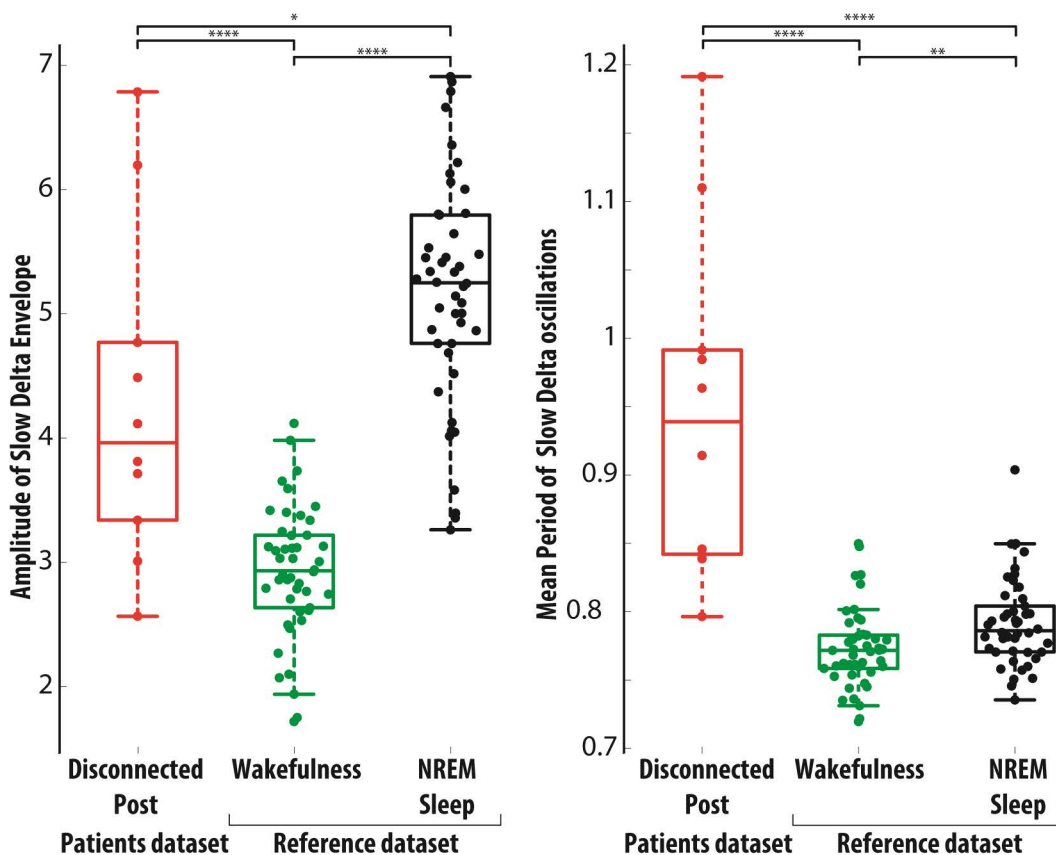 *
****
****
7
6
5
4
3
2
Amplitude of Slow Delta Envelope
Disconnected
Post
Patients dataset
Wakefulness
NREM
Sleep
Reference dataset
****
****
**
1.2
1.1
1
0.9
0.8
0.7
Mean Period of Slow Delta oscillations
Disconnected
Post
Patients dataset
Wakefulness
NREM
Sleep
Reference dataset